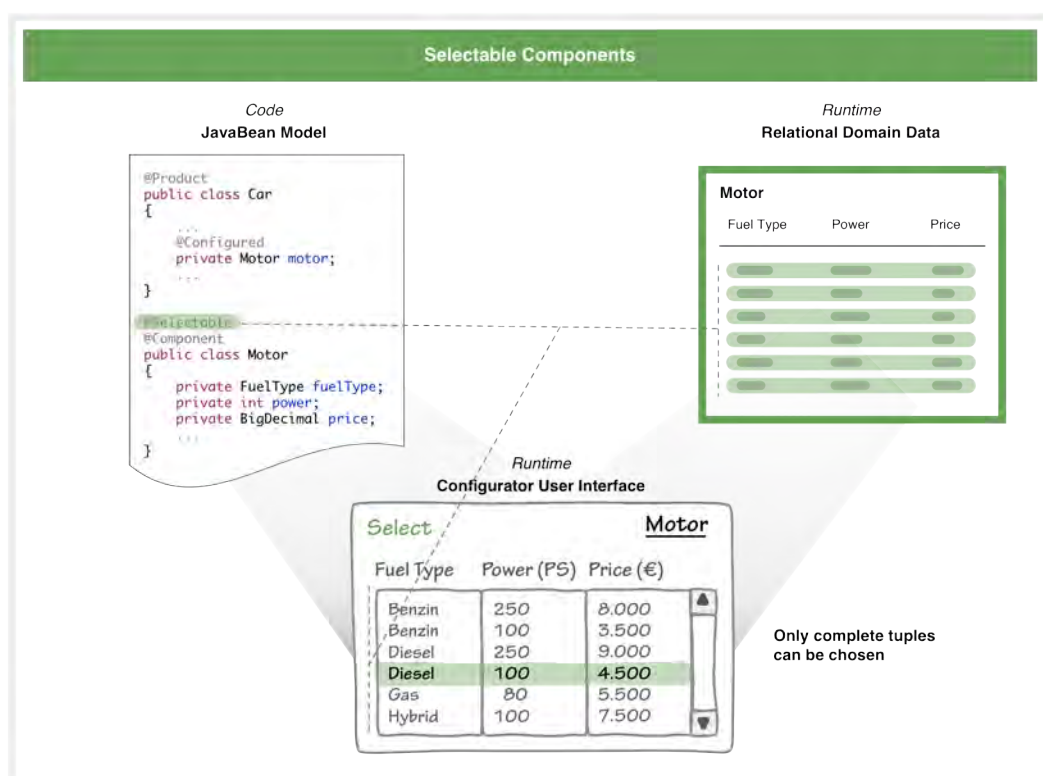 Selectable Components
Code
JavaBean Model
@Product
public class Car
{
...
@Configured
private Motor motor;
...
}
@Selectable
@Component
public class Motor
{
private FuelType fuelType;
private int power;
private BigDecimal price;
...
}
Runtime
Relational Domain Data
Motor
Fuel Type Power Price
Runtime
Configurator User Interface
Select Motor
Fuel Type Power (PS) Price (€)
Benzin 250 8.000
Benzin 100 3.500
Diesel 250 9.000
Diesel 100 4.500
Gas 80 5.500
Hybrid 100 7.500
Only complete tuples
can be chosen